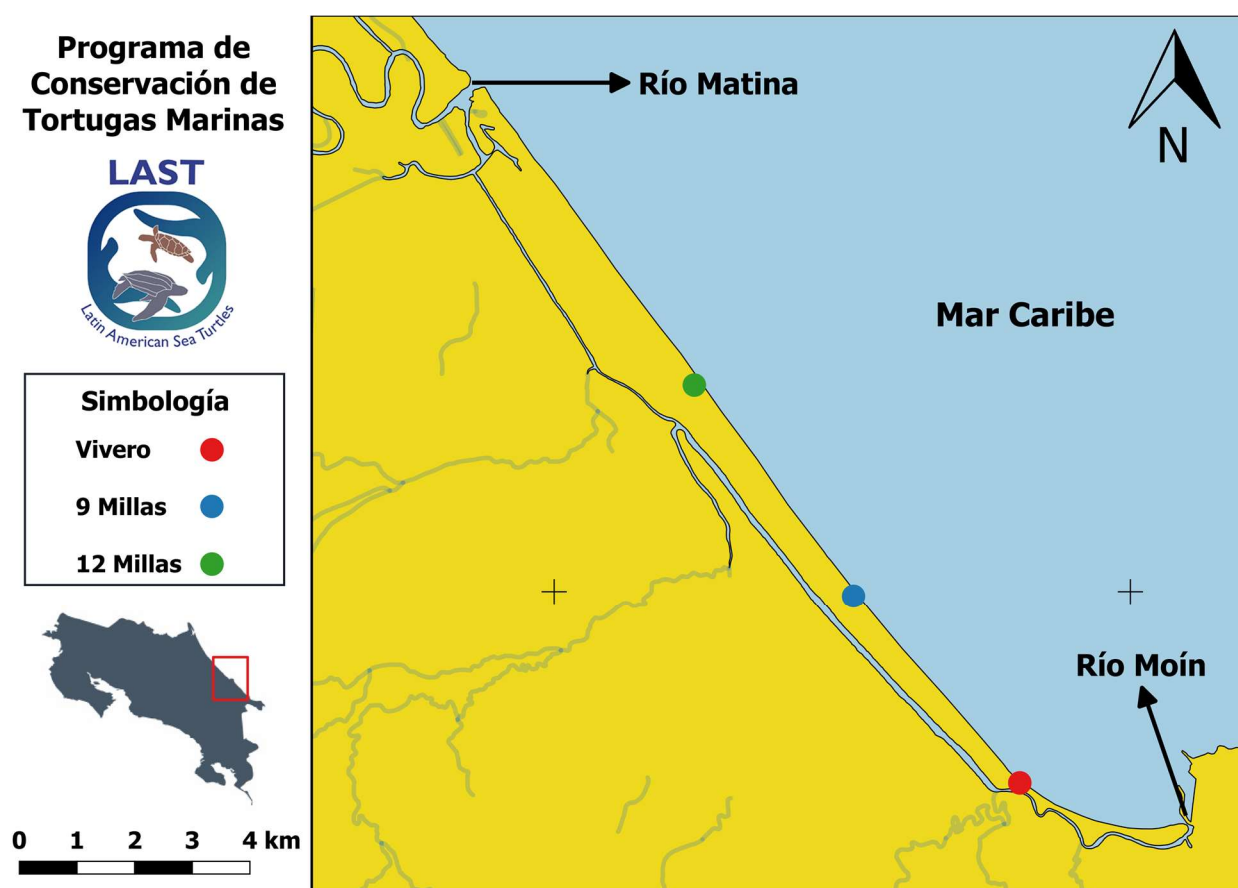 Programa de
Conservación de
Tortugas Marinas
LAST
Latin American Sea Turtles
Simbología
Vivero
9 Millas
12 Millas
0 1 2 3 4 km
Río Matina
N
Mar Caribe
Río Moín